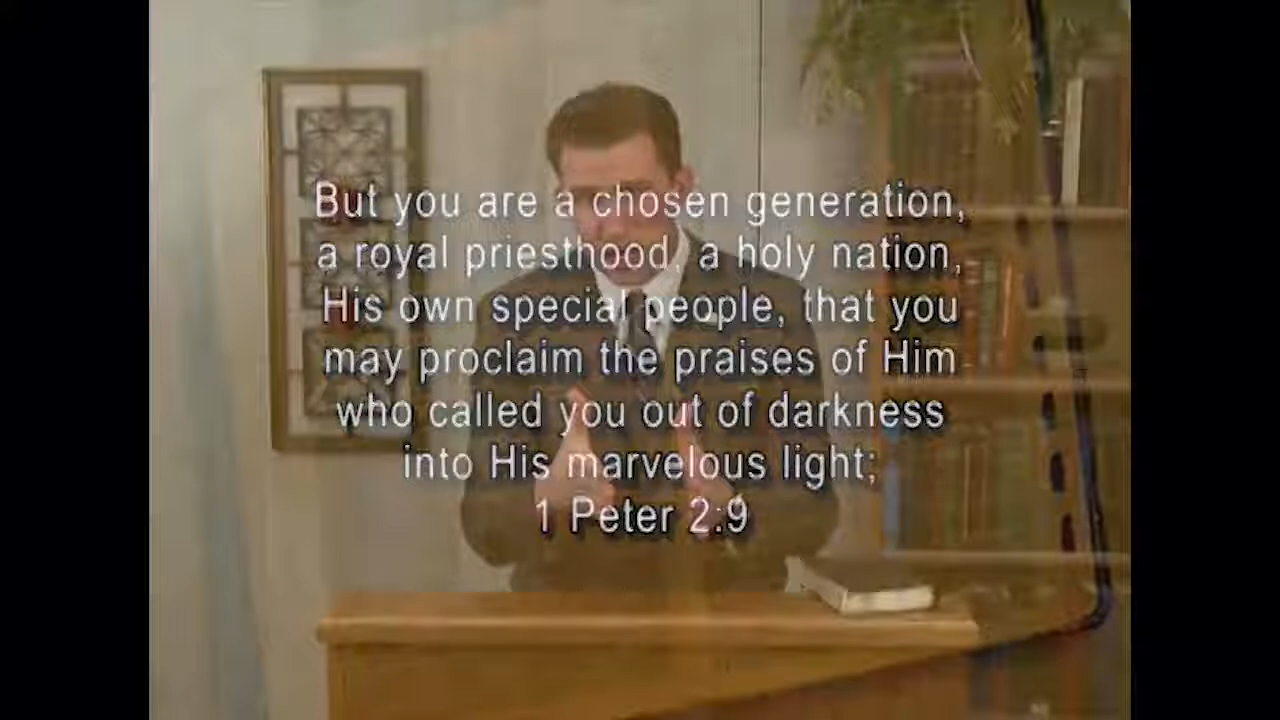 But you are a chosen generation,
a royal priesthood, a holy nation,
His own special people, that you
may proclaim the praises of Him
who called you out of darkness
into His marvelous light;
1 Peter 2:9